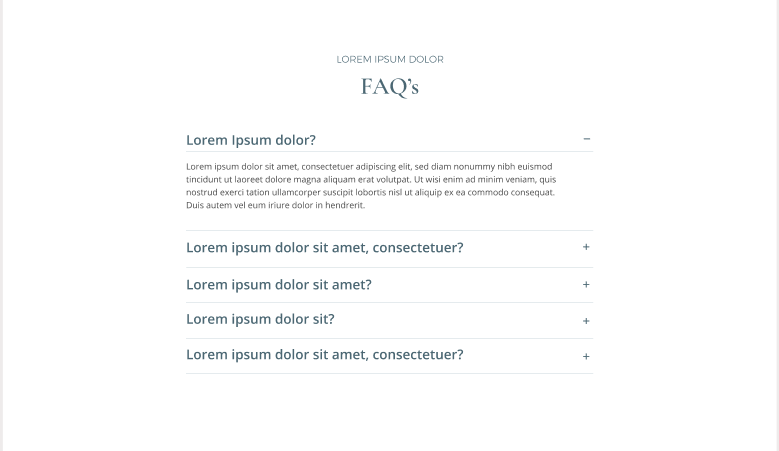 LOREM IPSUM DOLOR
FAQ’s
Lorem Ipsum dolor?
Lorem ipsum dolor sit amet, consectetuer adipiscing elit, sed diam nonummy nibh euismod
tincidunt ut laoreet dolore magna aliquam erat volutpat. Ut wisi enim ad minim veniam, quis
nostrud exerci tation ullamcorper suscipit lobortis nisl ut aliquip ex ea commodo consequat.
Duis autem vel eum iriure dolor in hendrerit.
Lorem ipsum dolor sit amet, consectetuer?
Lorem ipsum dolor sit amet?
Lorem ipsum dolor sit?
Lorem ipsum dolor sit amet, consectetuer?